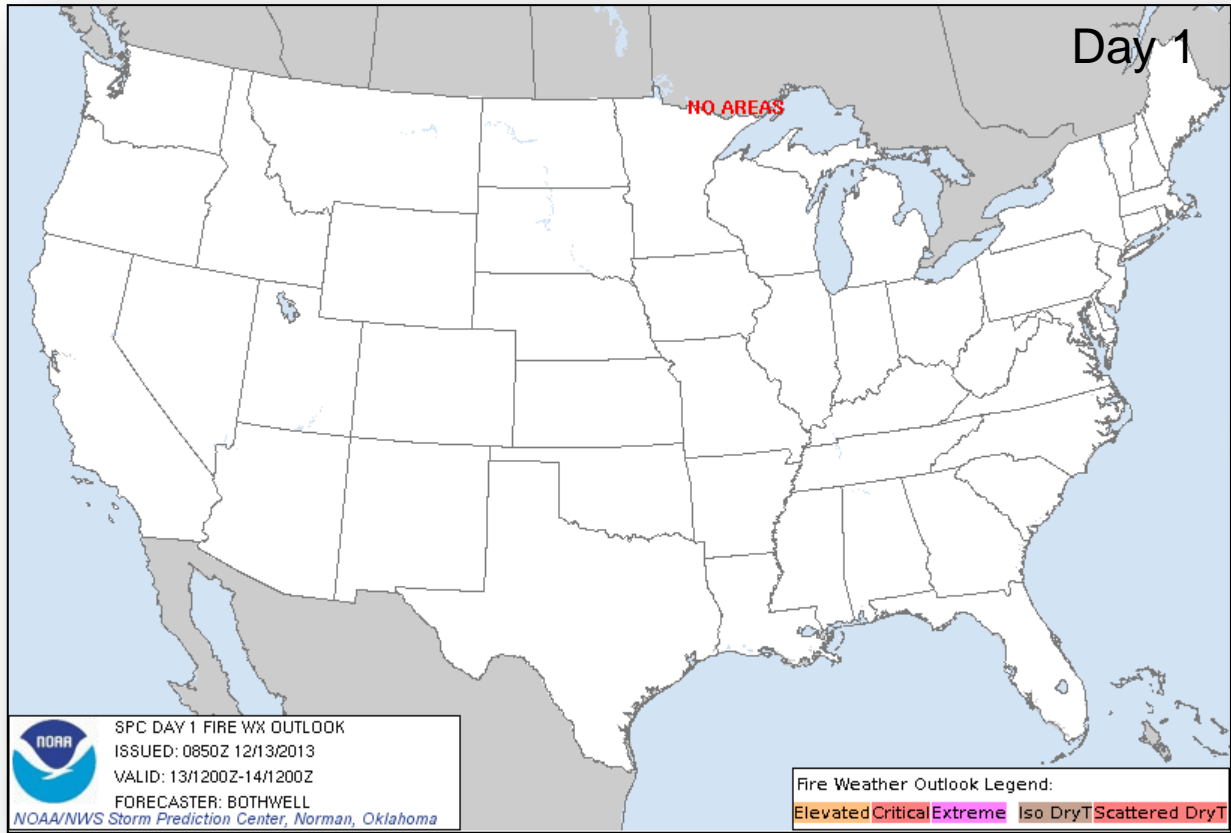 Day 1
NO AREAS
NOAA
SPC DAY 1 FIRE WX OUTLOOK
ISSUED: 0850Z 12/13/2013
VALID: 13/1200Z-14/1200Z
FORECASTER: BOTHWELL
NOAA/NWS Storm Prediction Center, Norman, Oklahoma
Fire Weather Outlook Legend:
Elevated Critical Extreme Iso DryT Scattered DryT